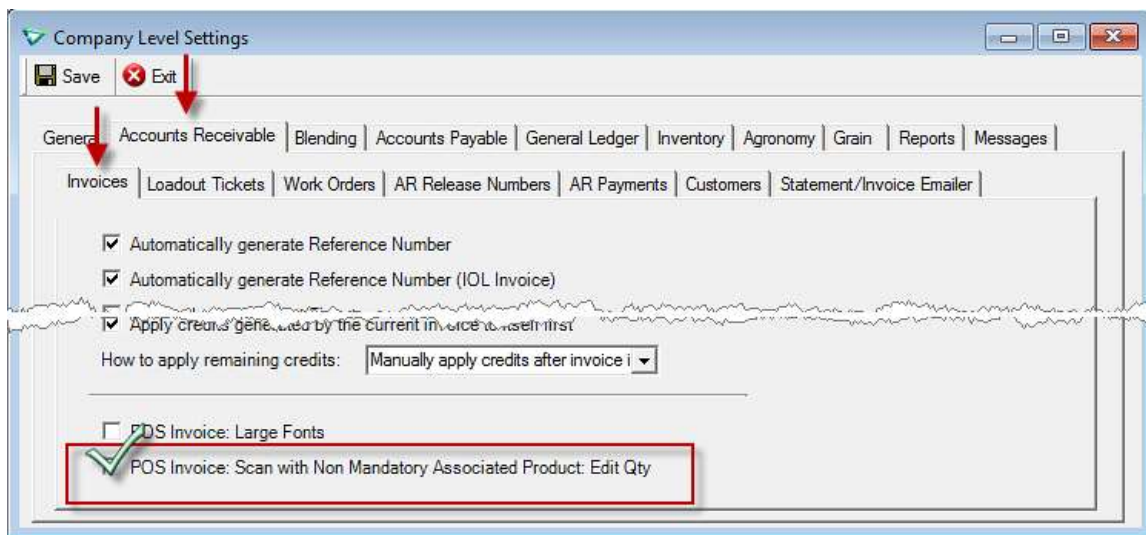 Company Level Settings
Save Exit
General Accounts Receivable Blending Accounts Payable General Ledger Inventory Agronomy Grain Reports Messages
Invoices Loadout Tickets Work Orders AR Release Numbers AR Payments Customers Statement/Invoice Emailer
Automatically generate Reference Number
Automatically generate Reference Number (IOL Invoice)
Apply credits generated by the current invoice to itself first
How to apply remaining credits: Manually apply credits after invoice i
POS Invoice: Large Fonts
POS Invoice: Scan with Non Mandatory Associated Product: Edit Qty